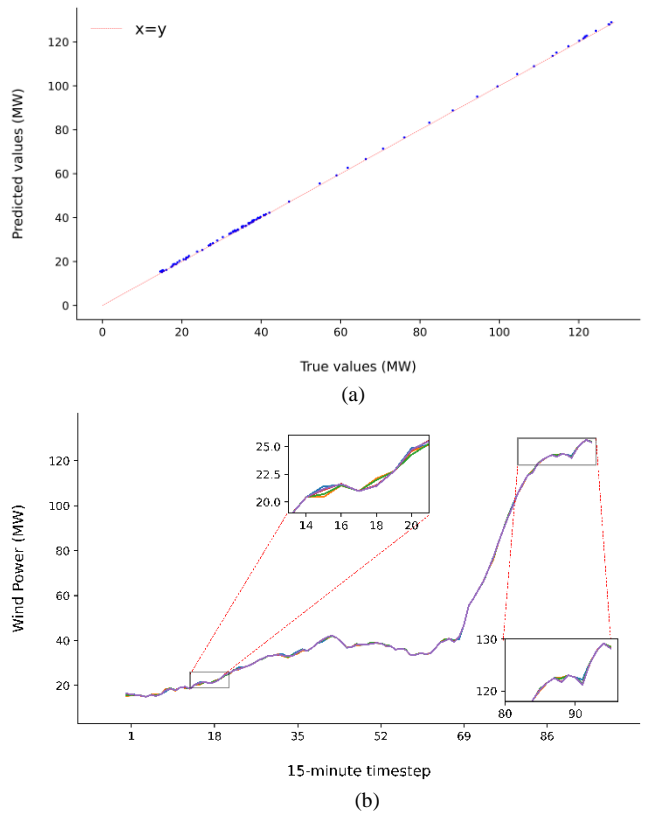 x=y
120
100
80
60
40
20
0
0 20 40 60 80 100 120
Predicted values (MW)
True values (MW)
(a)
120
100
80
60
40
20
Wind Power (MW)
25.0
22.5
20.0
14 16 18 20
130
120
80 90
1 18 35 52 69 86
15-minute timestep
(b)